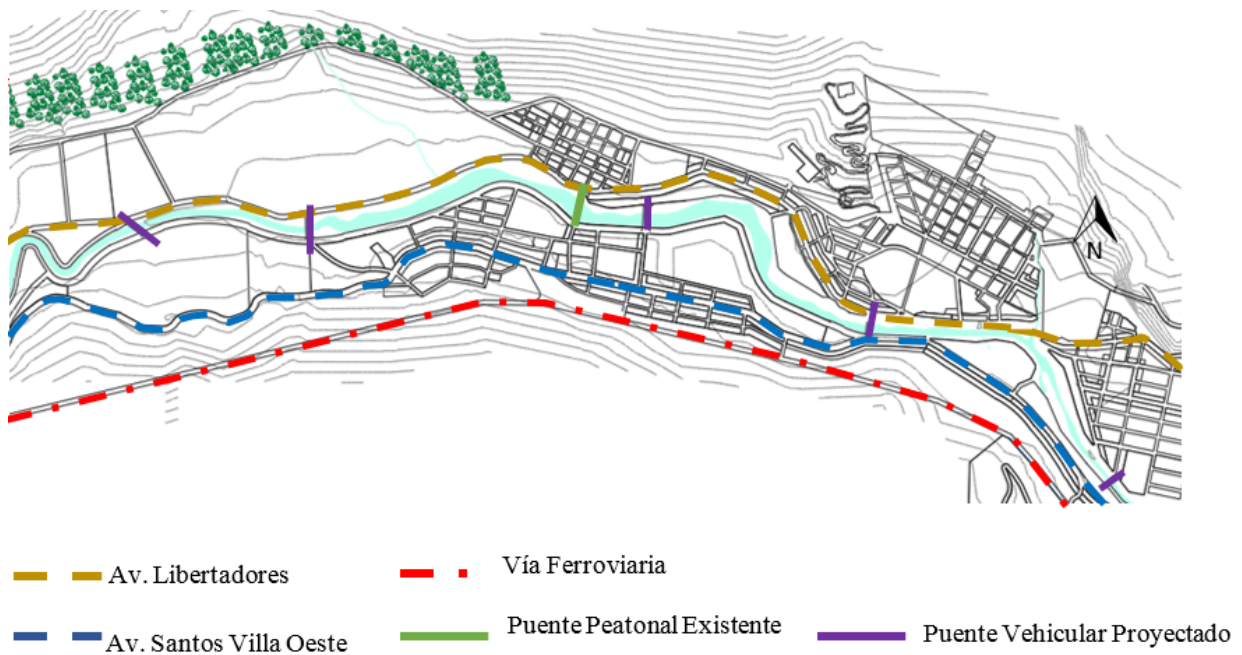 N
Av. Libertadores
Vía Ferroviaria
Av. Santos Villa Oeste
Puente Peatonal Existente
Puente Vehicular Proyectado